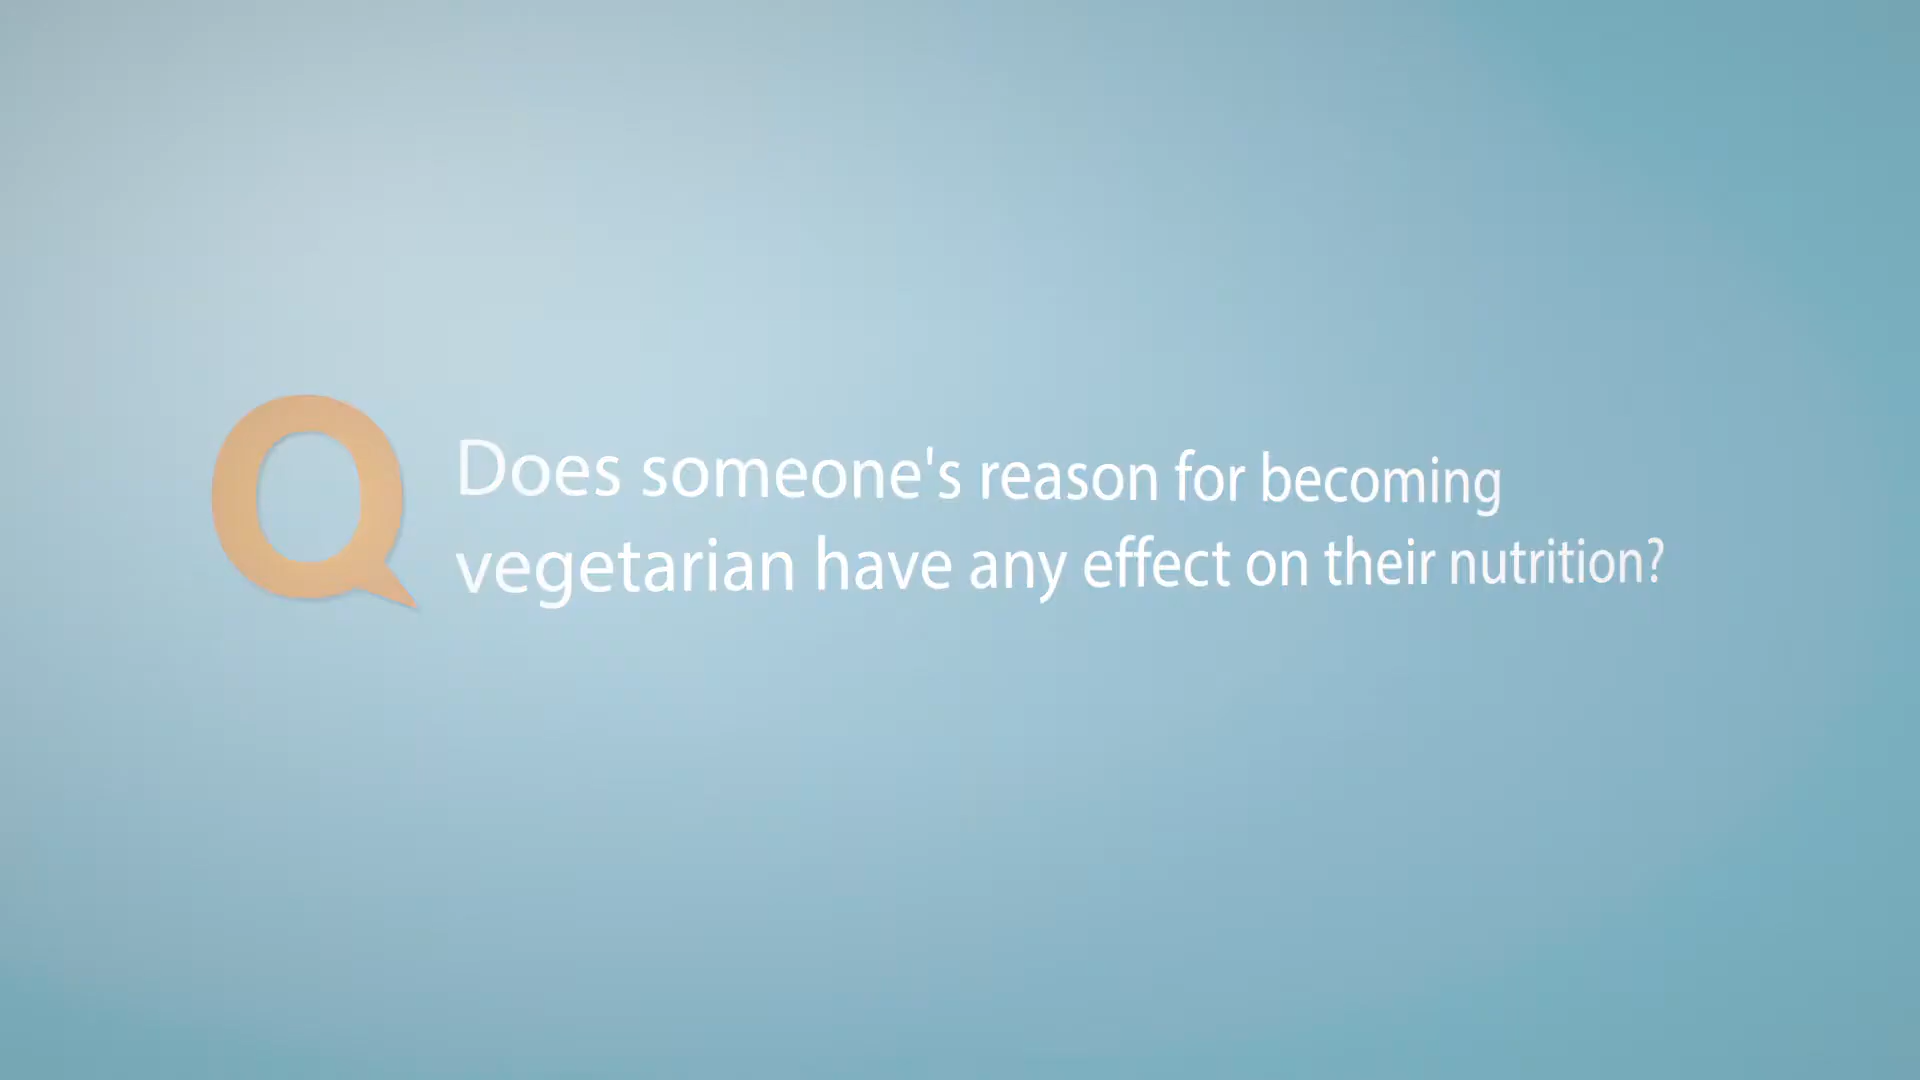 Q
Does someone's reason for becoming
vegetarian have any effect on their nutrition?